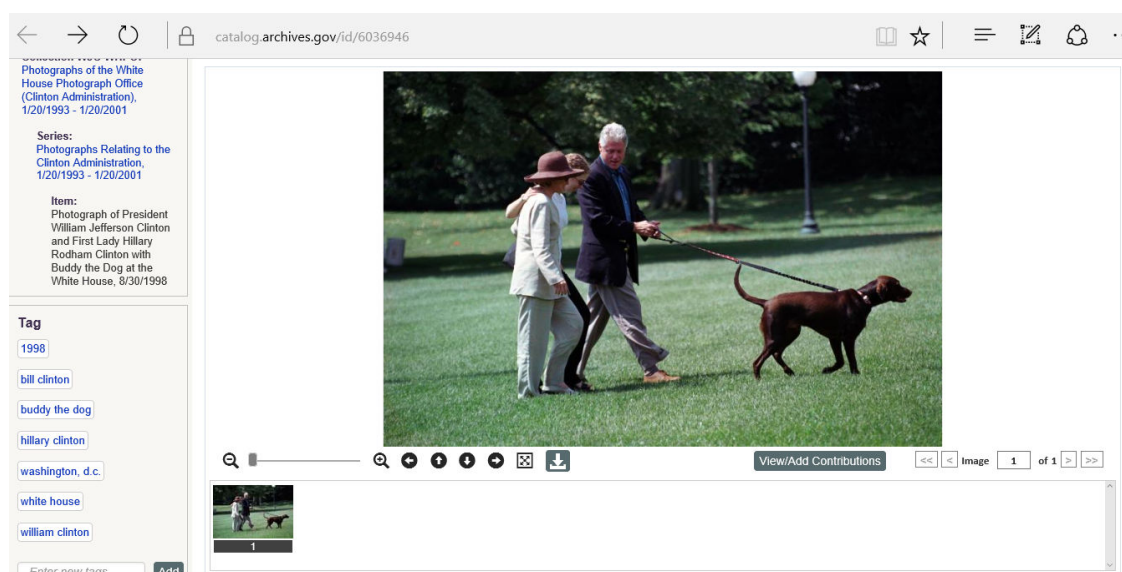 catalog.archives.gov/id/6036946
Photographs of the White
House Photograph Office
(Clinton Administration),
1/20/1993 - 1/20/2001
Series:
Photographs Relating to the
Clinton Administration,
1/20/1993 - 1/20/2001
Item:
Photograph of President
William Jefferson Clinton
and First Lady Hillary
Rodham Clinton with
Buddy the Dog at the
White House, 8/30/1998
Tag
1998
bill clinton
buddy the dog
hillary clinton
washington, d.c.
white house
william clinton
Enter new tags
Add
View/Add Contributions
<< < Image 1 of 1 > >>
1